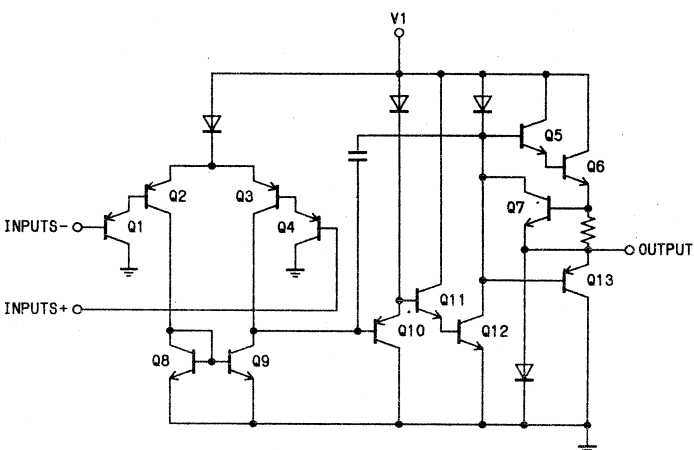 V1
Q5
Q6
Q2
Q3
Q1
Q4
Q7
INPUTS-
OUTPUT
Q13
INPUTS+
Q11
Q10
Q12
Q8
Q9